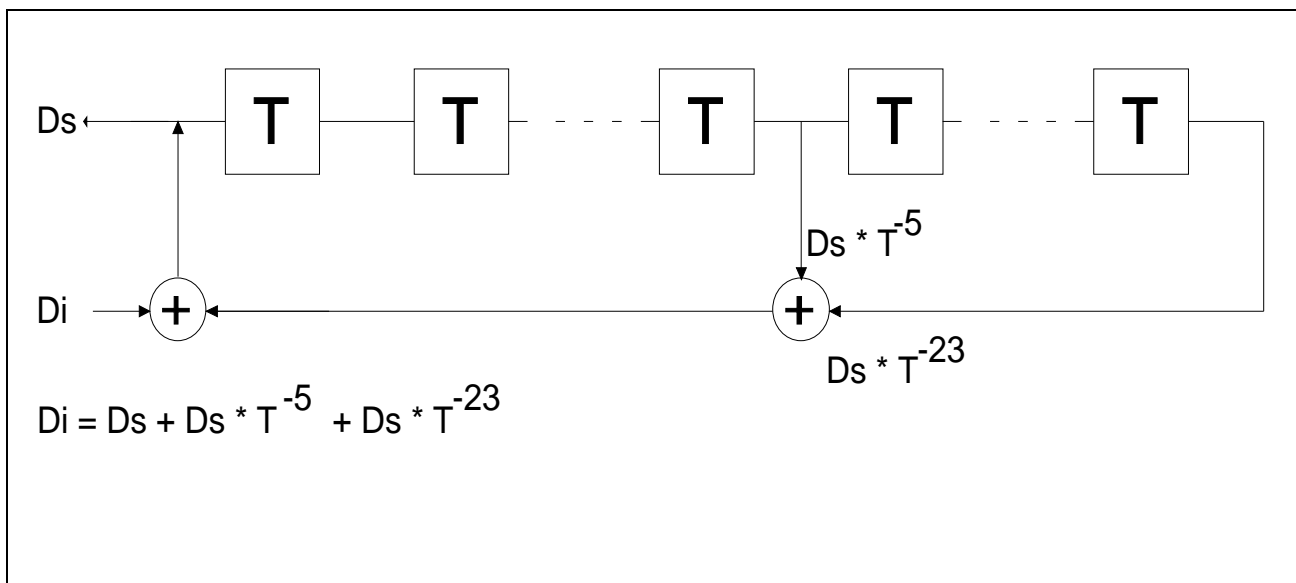 Ds T T T T T
Ds * T^-5
Di + +
Ds * T^-23
Di = Ds + Ds * T^-5 + Ds * T^-23